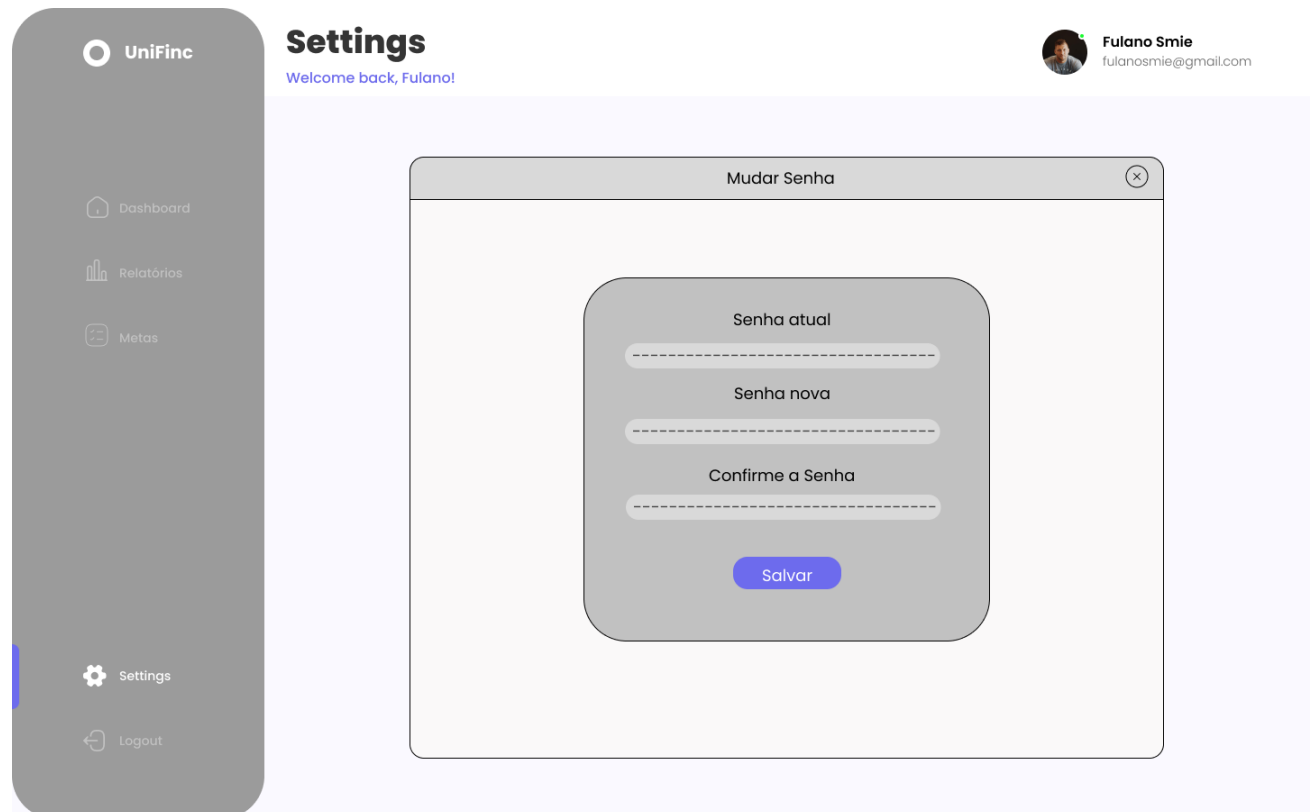 UniFinc
Dashboard
Relatórios
Metas
Settings
Logout
Settings
Welcome back, Fulano!
Fulano Smie
fulanosmie@gmail.com
Mudar Senha
Senha atual
----------------------------------
Senha nova
----------------------------------
Confirme a Senha
----------------------------------
Salvar